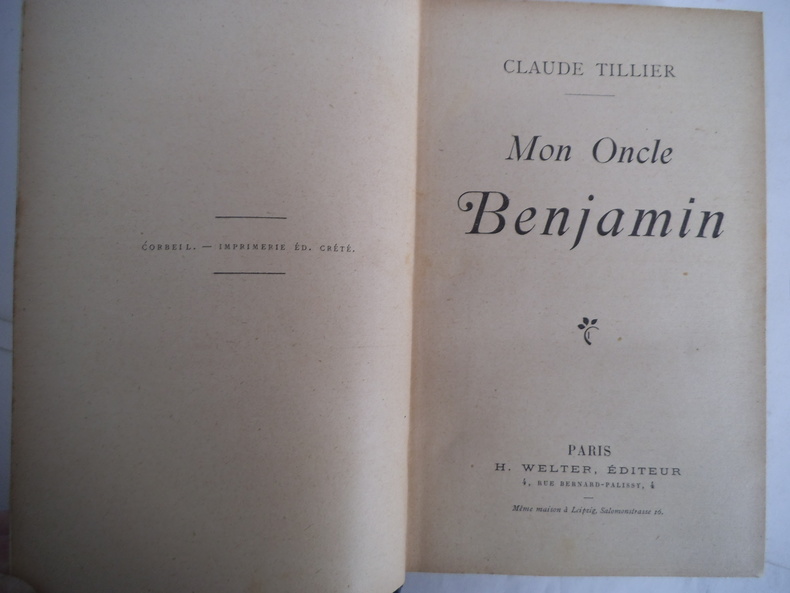 CORBEIL. — IMPRIMERIE ÉD. CRÉTÉ.
CLAUDE TILLIER
Mon Oncle
Benjamin
PARIS
H. WELTER, ÉDITEUR
4, RUE BERNARD-PALISSY, 4
Même maison à Leipzig, Salomonstrasse 16.